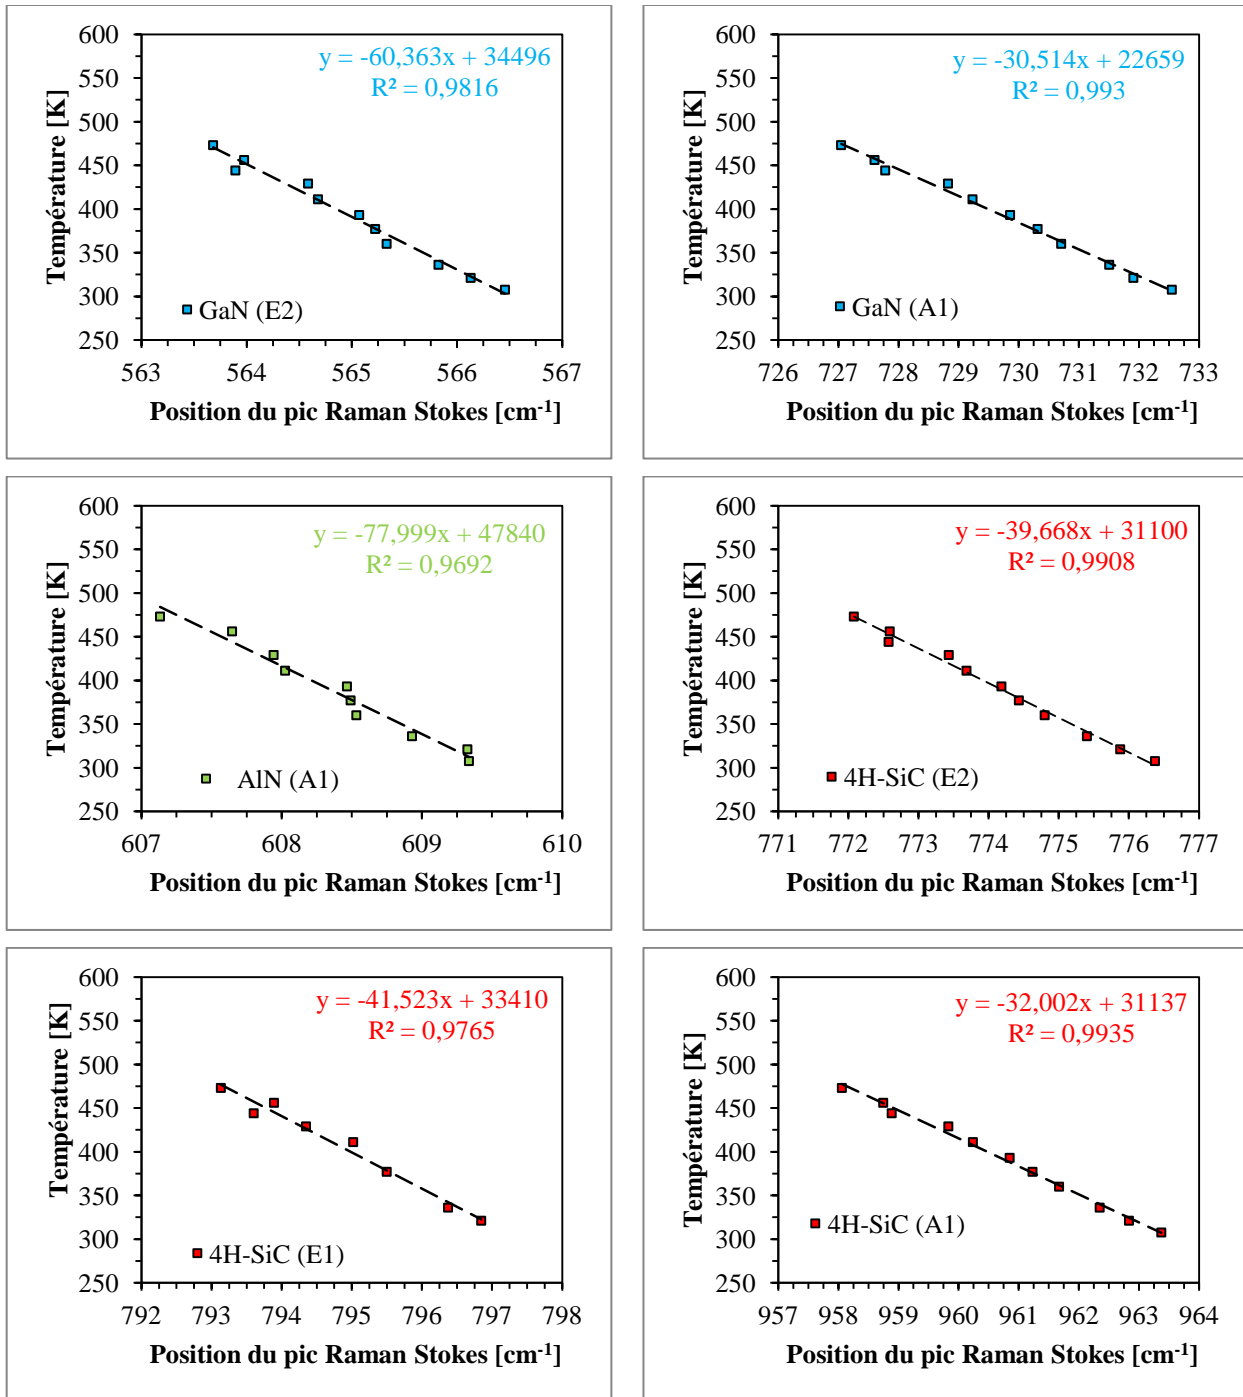 y = -60,363x + 34496
R² = 0,9816
Température [K]
600
550
500
450
400
350
300
250
GaN (E2)
563 564 565 566 567
Position du pic Raman Stokes [cm-1]
y = -30,514x + 22659
R² = 0,993
Température [K]
600
550
500
450
400
350
300
250
GaN (A1)
726 727 728 729 730 731 732 733
Position du pic Raman Stokes [cm-1]
y = -77,999x + 47840
R² = 0,9692
Température [K]
600
550
500
450
400
350
300
250
AlN (A1)
607 608 609 610
Position du pic Raman Stokes [cm-1]
y = -39,668x + 31100
R² = 0,9908
Température [K]
600
550
500
450
400
350
300
250
4H-SiC (E2)
771 772 773 774 775 776 777
Position du pic Raman Stokes [cm-1]
y = -41,523x + 33410
R² = 0,9765
Température [K]
600
550
500
450
400
350
300
250
4H-SiC (E1)
792 793 794 795 796 797 798
Position du pic Raman Stokes [cm-1]
y = -32,002x + 31137
R² = 0,9935
Température [K]
600
550
500
450
400
350
300
250
4H-SiC (A1)
957 958 959 960 961 962 963 964
Position du pic Raman Stokes [cm-1]